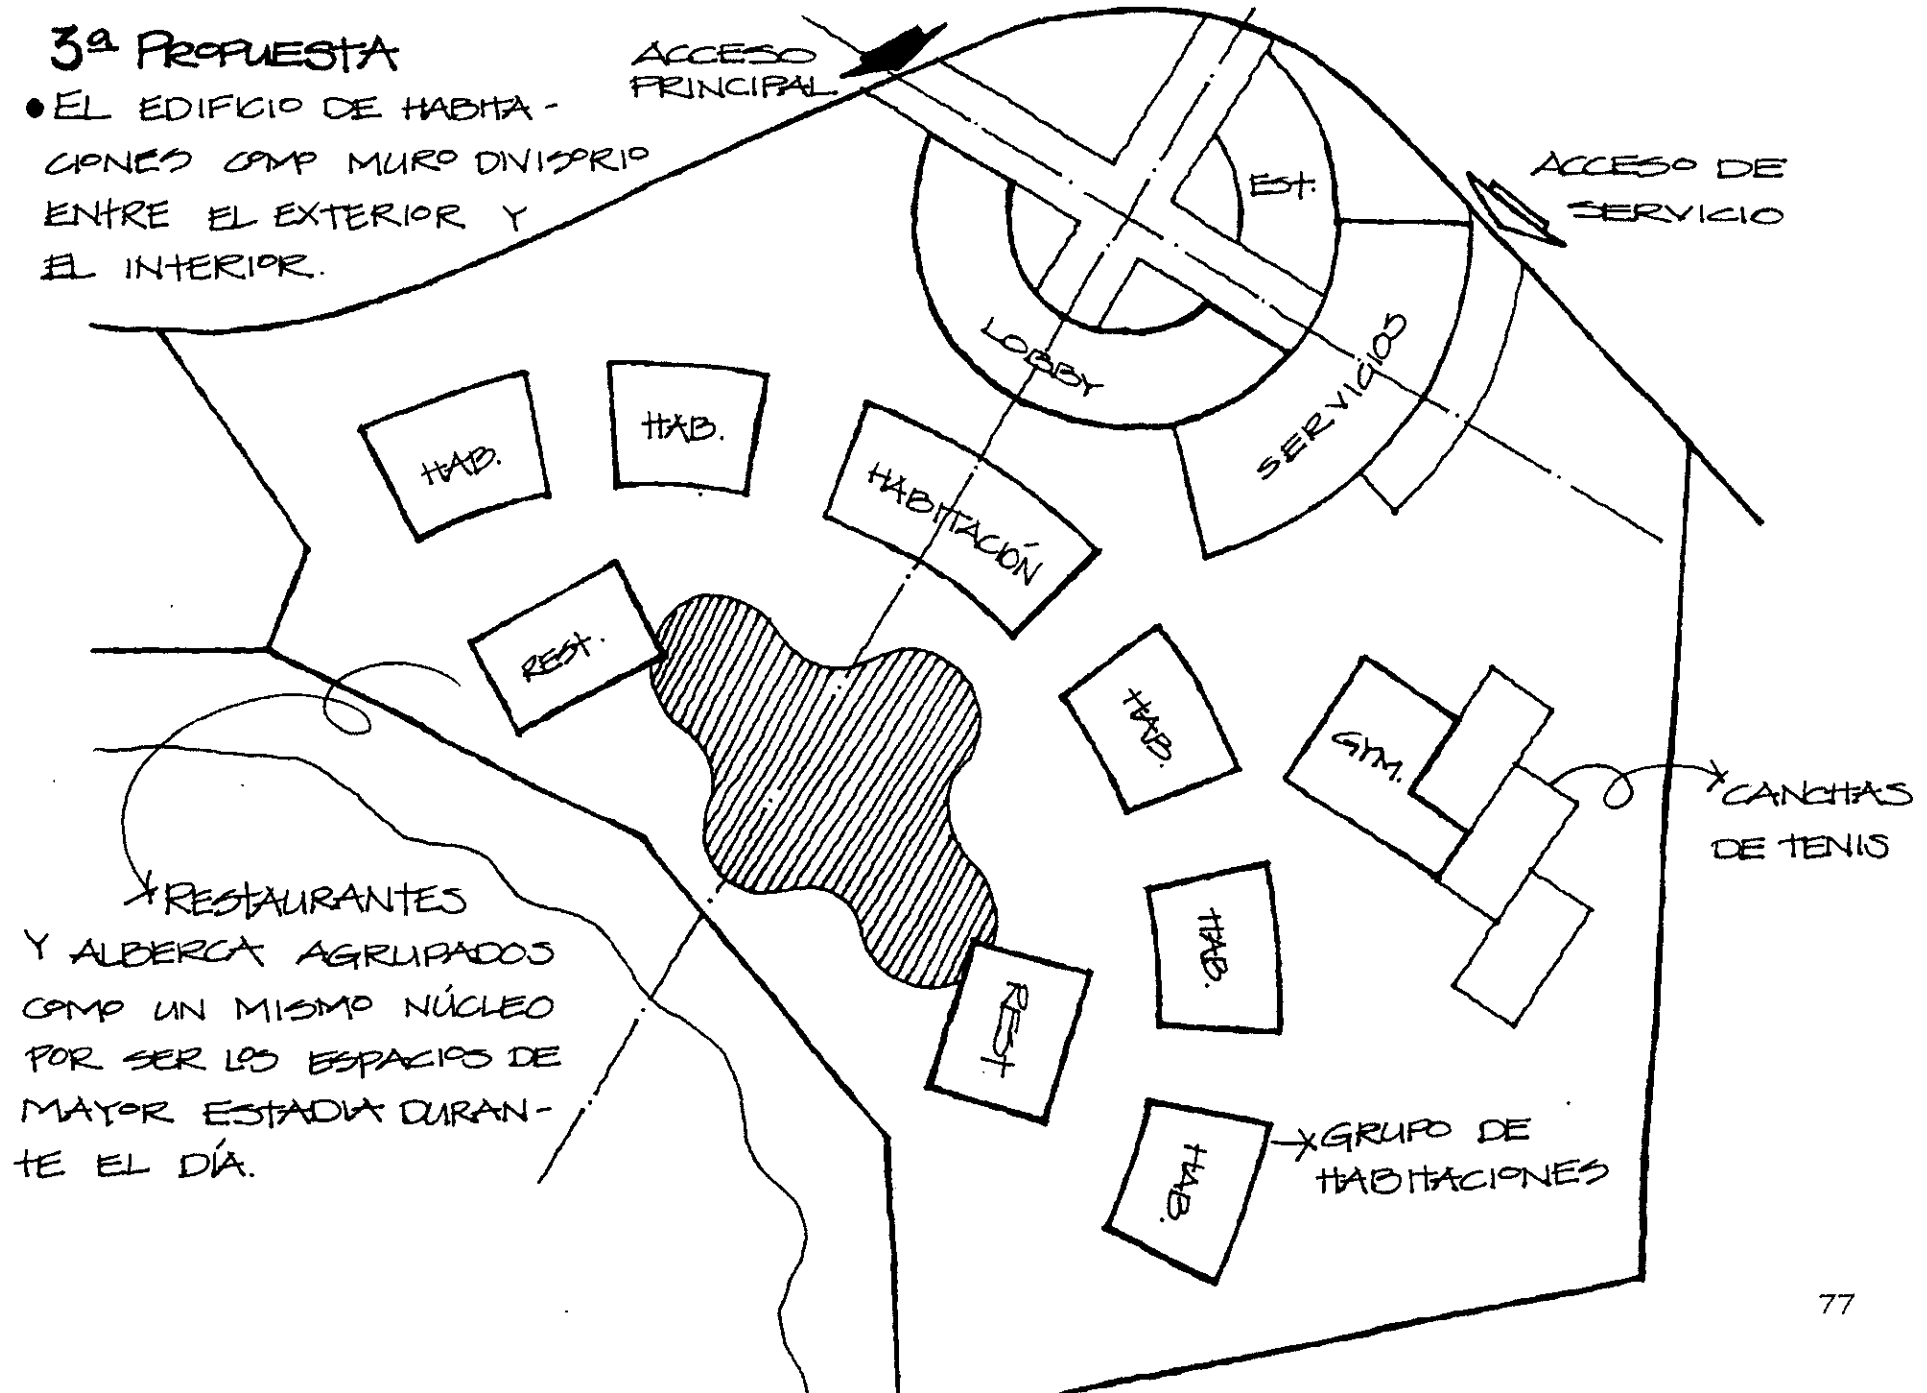 3ª PROPUESTA
• EL EDIFICIO DE HABITA-
CIONES COMO MURO DIVISORIO
ENTRE EL EXTERIOR Y
EL INTERIOR.
ACCESO
PRINCIPAL.
ACCESO DE
SERVICIO
EST.
LOBBY
SERVICIOS
HAB.
HAB.
HABITACIÓN
REST.
HAB.
GYM.
CANCHAS
DE TENIS
RESTAURANTES
Y ALBERCA AGRUPADOS
COMO UN MISMO NÚCLEO
POR SER LOS ESPACIOS DE
MAYOR ESTADIA DURAN-
TE EL DÍA.
HAB.
REST
HAB.
GRUPO DE
HABITACIONES
77